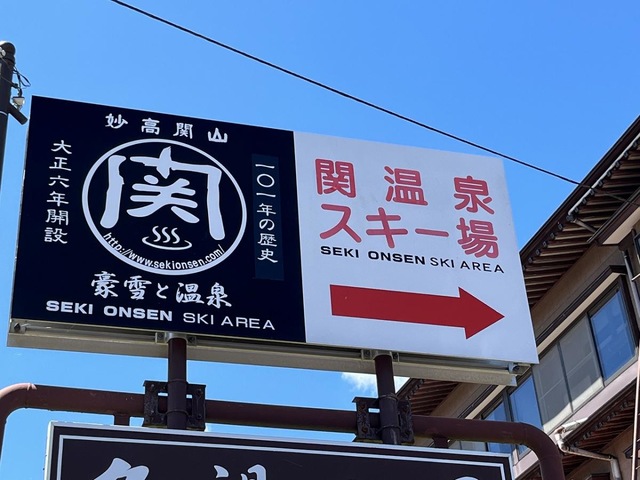 妙高関山
大正六年開設
関
一〇一年の歴史
http://www.sekionsen.com/
豪雪と温泉
SEKI ONSEN SKI AREA
関温泉
スキー場
SEKI ONSEN SKI AREA